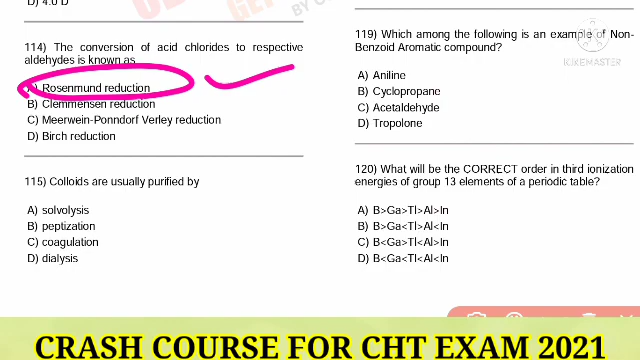 D) 4.0 D
114) The conversion of acid chlorides to respective
aldehydes is known as
Rosenmund reduction
B) Clemmensen reduction
C) Meerwein-Ponndorf Verley reduction
D) Birch reduction
115) Colloids are usually purified by
A) solvolysis
B) peptization
C) coagulation
D) dialysis
119) Which among the following is an example of Non-
Benzoid Aromatic compound?
A) Aniline
B) Cyclopropane
C) Acetaldehyde
D) Tropolone
120) What will be the CORRECT order in third ionization
energies of group 13 elements of a periodic table?
A) B>Ga>Tl>Al>In
B) B>Ga<Tl>Al<In
C) B<Ga>Tl<Al>In
D) B<Ga<Tl<Al<In
KINEMASTER
CRASH COURSE FOR CHT EXAM 2021